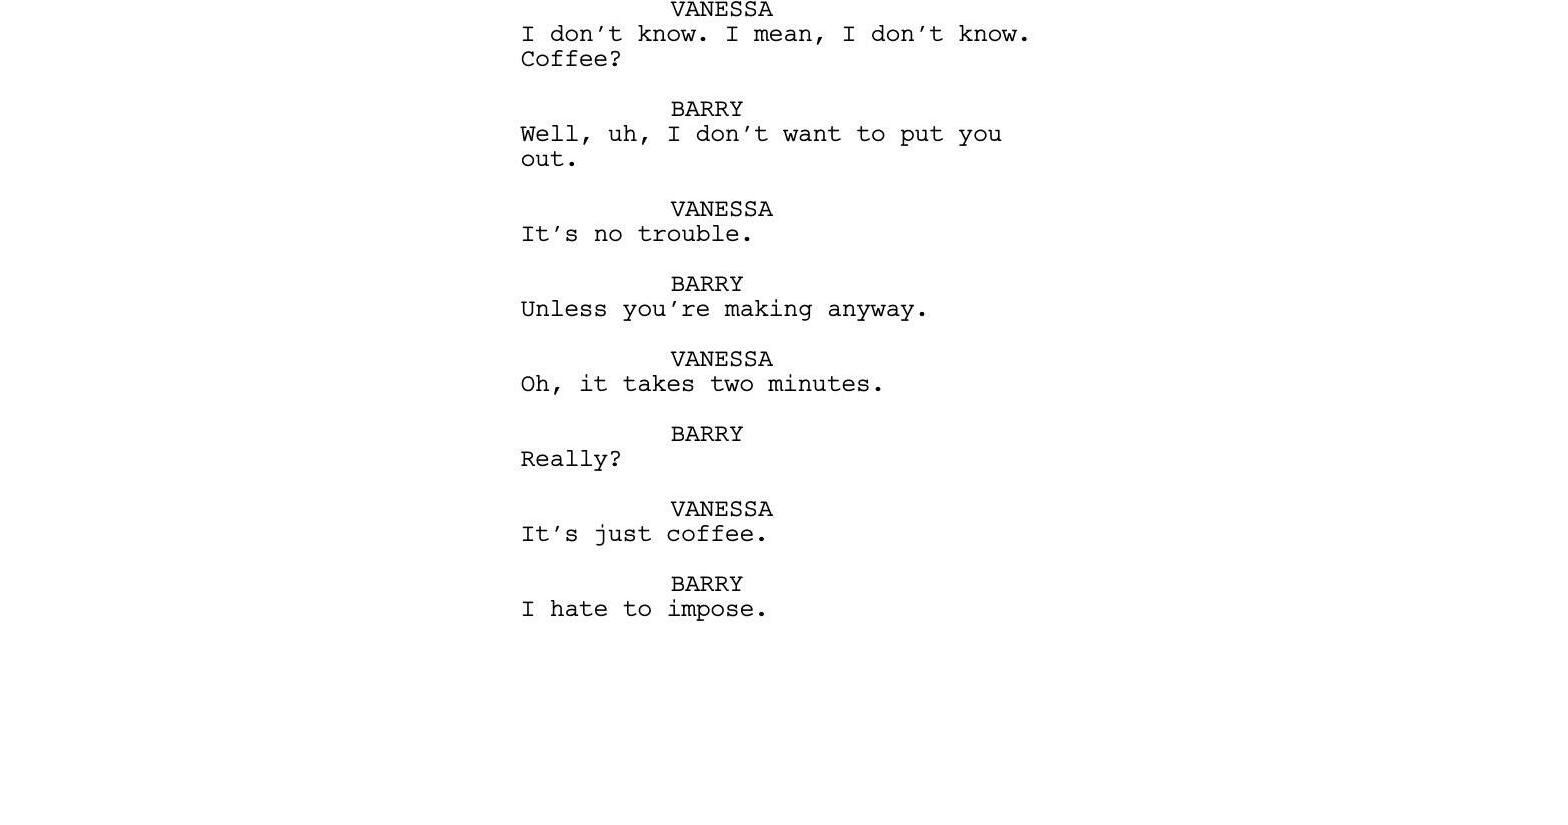 VANESSA
I don’t know. I mean, I don’t know.
Coffee?
BARRY
Well, uh, I don’t want to put you
out.
VANESSA
It’s no trouble.
BARRY
Unless you’re making anyway.
VANESSA
Oh, it takes two minutes.
BARRY
Really?
VANESSA
It’s just coffee.
BARRY
I hate to impose.